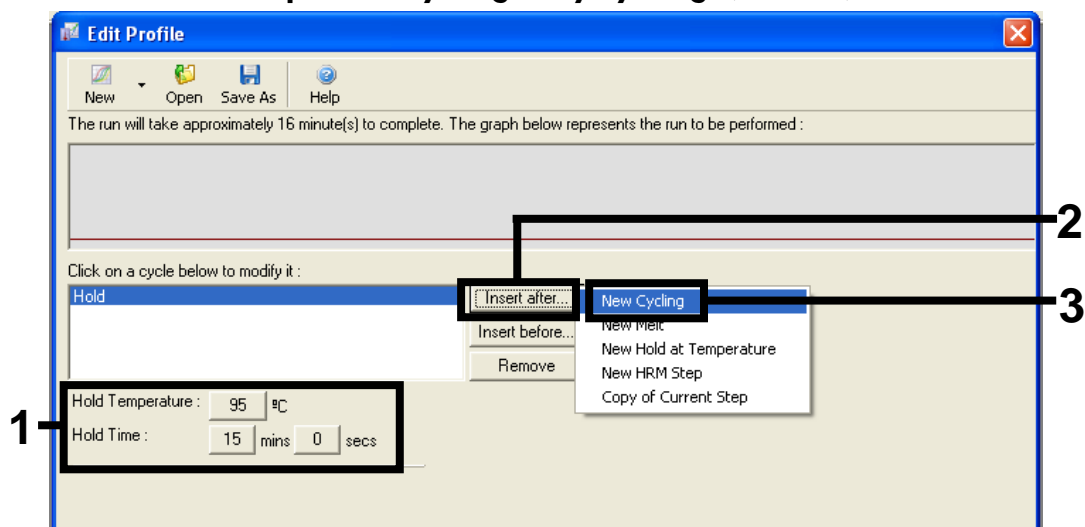 Edit Profile
New Open Save As Help
The run will take approximately 16 minute(s) to complete. The graph below represents the run to be performed :
2
Click on a cycle below to modify it :
Hold Insert after... New Cycling
3
Insert before... New Melt
New Hold at Temperature
Remove New HRM Step
Copy of Current Step
1
Hold Temperature : 95 ºC
Hold Time : 15 mins 0 secs